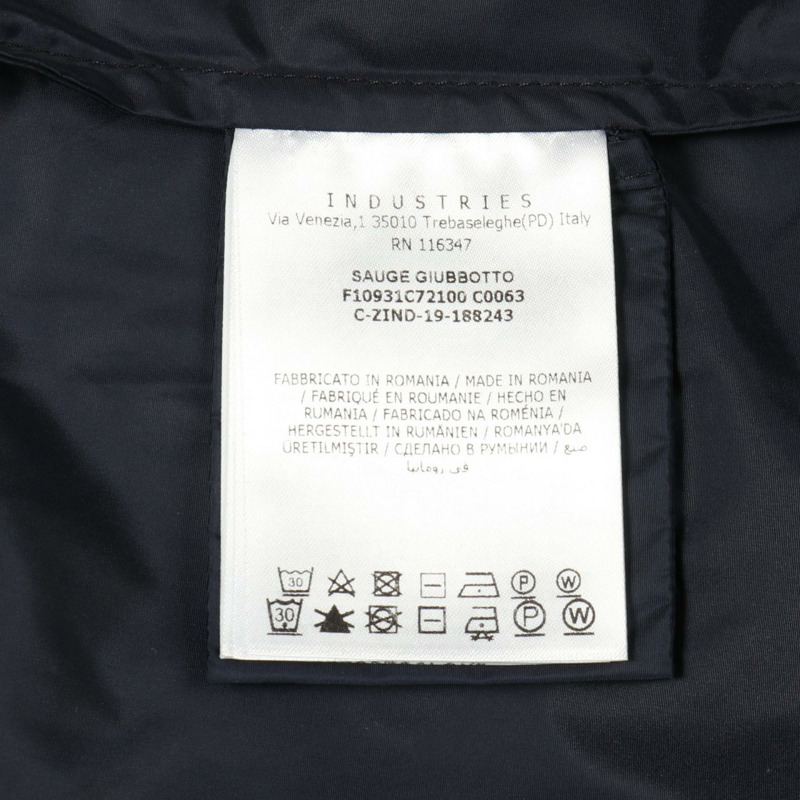 INDUSTRIES
Via Venezia,1 35010 Trebaseleghe(PD) Italy
RN 116347
SAUGE GIUBBOTTO
F10931C72100 C0063
C-ZIND-19-188243
FABBRICATO IN ROMANIA / MADE IN ROMANIA
/ FABRIQUÉ EN ROUMANIE / HECHO EN
RUMANIA / FABRICADO NA ROMÉNIA /
HERGESTELLT IN RUMÄNIEN / ROMANYA'DA
ÜRETILMIŞTIR / СДЕЛАНО В РУМЫНИИ / صنع
في رومانيا
30 P W
30 P W